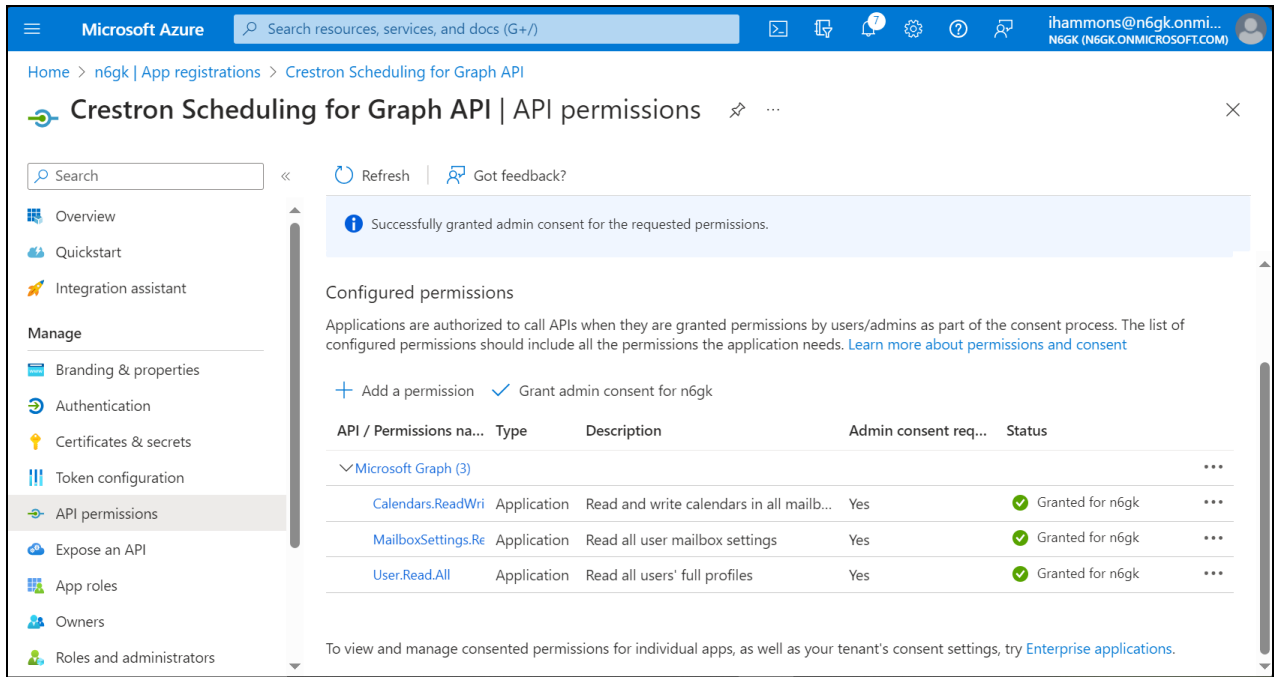 Microsoft Azure
Search resources, services, and docs (G+/)
7
ihammons@n6gk.onmi...
N6GK (N6GK.ONMICROSOFT.COM)
Home > n6gk | App registrations > Crestron Scheduling for Graph API
Crestron Scheduling for Graph API | API permissions
Search
Refresh
Got feedback?
Overview
Quickstart
Integration assistant
Manage
Branding & properties
Authentication
Certificates & secrets
Token configuration
API permissions
Expose an API
App roles
Owners
Roles and administrators
Successfully granted admin consent for the requested permissions.
Configured permissions
Applications are authorized to call APIs when they are granted permissions by users/admins as part of the consent process. The list of
configured permissions should include all the permissions the application needs. Learn more about permissions and consent
Add a permission Grant admin consent for n6gk
API / Permissions na... Type Description Admin consent req... Status
Microsoft Graph (3)
Calendars.ReadWri Application Read and write calendars in all mailb... Yes Granted for n6gk
MailboxSettings.Re Application Read all user mailbox settings Yes Granted for n6gk
User.Read.All Application Read all users' full profiles Yes Granted for n6gk
To view and manage consented permissions for individual apps, as well as your tenant's consent settings, try Enterprise applications.